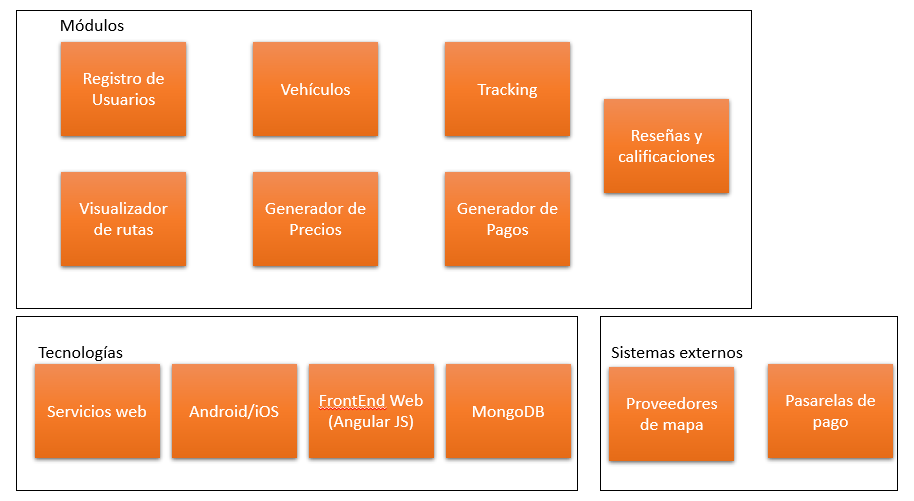 Módulos
Registro de
Usuarios
Vehículos
Tracking
Reseñas y
calificaciones
Visualizador
de rutas
Generador de
Precios
Generador de
Pagos
Tecnologías
Servicios web
Android/iOS
FrontEnd Web
(Angular JS)
MongoDB
Sistemas externos
Proveedores
de mapa
Pasarelas de
pago